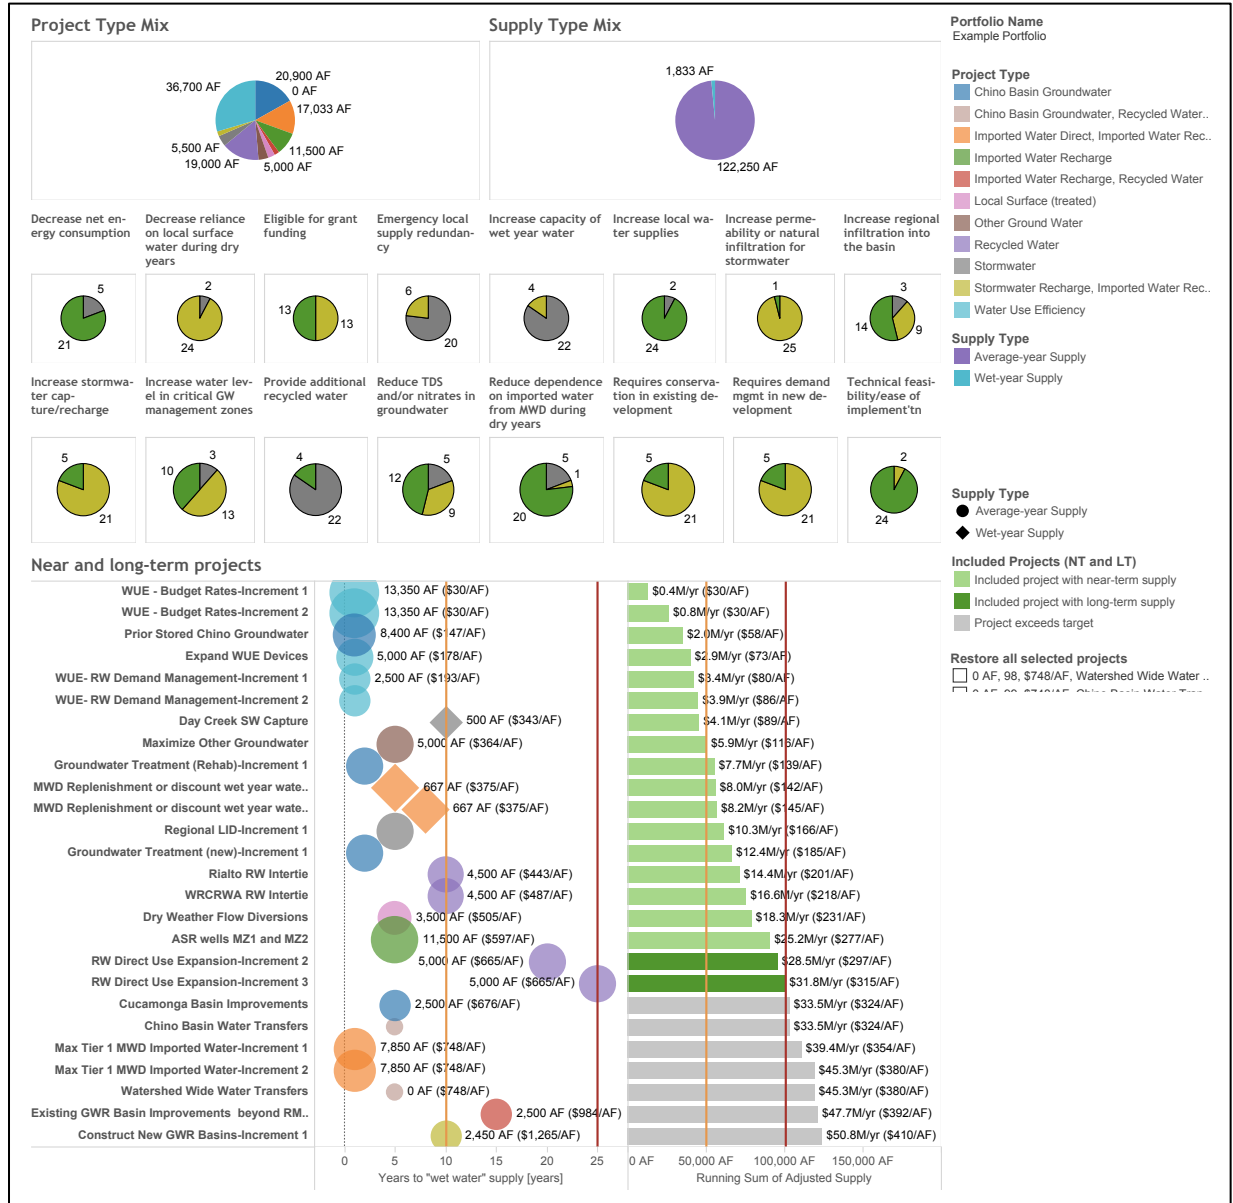 Project Type Mix
36,700 AF
20,900 AF
0 AF
17,033 AF
11,500 AF
5,000 AF
19,000 AF
5,500 AF
Supply Type Mix
1,833 AF
122,250 AF
Portfolio Name
Example Portfolio
Project Type
Chino Basin Groundwater
Chino Basin Groundwater, Recycled Water..
Imported Water Direct, Imported Water Rec..
Imported Water Recharge
Imported Water Recharge, Recycled Water
Local Surface (treated)
Other Ground Water
Recycled Water
Stormwater
Stormwater Recharge, Imported Water Rec..
Water Use Efficiency
Supply Type
Average-year Supply
Wet-year Supply
Decrease net en-
ergy consumption
5
21
Decrease reliance
on local surface
water during dry
years
2
24
Eligible for grant
funding
13
13
Emergency local
supply redundan-
cy
6
20
Increase capacity of
wet year water
4
22
Increase local wa-
ter supplies
2
24
Increase perme-
ability or natural
infiltration for
stormwater
1
25
Increase regional
infiltration into
the basin
3
14
9
Increase stormwa-
ter cap-
ture/recharge
5
21
Increase water lev-
el in critical GW
management zones
10
3
13
Provide additional
recycled water
4
22
Reduce TDS
and/or nitrates in
groundwater
12
5
9
Reduce dependence
on imported water
from MWD during
dry years
5
1
20
Requires conserva-
tion in existing de-
velopment
5
21
Requires demand
mgmt in new de-
velopment
5
21
Technical feasi-
bility/ease of
implement'tn
2
24
Supply Type
Average-year Supply
Wet-year Supply
Included Projects (NT and LT)
Included project with near-term supply
Included project with long-term supply
Project exceeds target
Restore all selected projects
0 AF, 98, $748/AF, Watershed Wide Water ..
Near and long-term projects
WUE - Budget Rates-Increment 1 13,350 AF ($30/AF) $0.4M/yr ($30/AF)
WUE - Budget Rates-Increment 2 13,350 AF ($30/AF) $0.8M/yr ($30/AF)
Prior Stored Chino Groundwater 8,400 AF ($147/AF) $2.0M/yr ($58/AF)
Expand WUE Devices 5,000 AF ($178/AF) $2.9M/yr ($73/AF)
WUE- RW Demand Management-Increment 1 2,500 AF ($193/AF) $3.4M/yr ($80/AF)
WUE- RW Demand Management-Increment 2 $3.9M/yr ($86/AF)
Day Creek SW Capture 500 AF ($343/AF) $4.1M/yr ($89/AF)
Maximize Other Groundwater 5,000 AF ($364/AF) $5.9M/yr ($116/AF)
Groundwater Treatment (Rehab)-Increment 1 $7.7M/yr ($139/AF)
MWD Replenishment or discount wet year wate.. 667 AF ($375/AF) $8.0M/yr ($142/AF)
MWD Replenishment or discount wet year wate.. 667 AF ($375/AF) $8.2M/yr ($145/AF)
Regional LID-Increment 1 $10.3M/yr ($166/AF)
Groundwater Treatment (new)-Increment 1 $12.4M/yr ($185/AF)
Rialto RW Intertie 4,500 AF ($443/AF) $14.4M/yr ($201/AF)
WRCRWA RW Intertie 4,500 AF ($487/AF) $16.6M/yr ($218/AF)
Dry Weather Flow Diversions 3,500 AF ($505/AF) $18.3M/yr ($231/AF)
ASR wells MZ1 and MZ2 11,500 AF ($597/AF) $25.2M/yr ($277/AF)
RW Direct Use Expansion-Increment 2 5,000 AF ($665/AF) $28.5M/yr ($297/AF)
RW Direct Use Expansion-Increment 3 5,000 AF ($665/AF) $31.8M/yr ($315/AF)
Cucamonga Basin Improvements 2,500 AF ($676/AF) $33.5M/yr ($324/AF)
Chino Basin Water Transfers $33.5M/yr ($324/AF)
Max Tier 1 MWD Imported Water-Increment 1 7,850 AF ($748/AF) $39.4M/yr ($354/AF)
Max Tier 1 MWD Imported Water-Increment 2 7,850 AF ($748/AF) $45.3M/yr ($380/AF)
Watershed Wide Water Transfers 0 AF ($748/AF) $45.3M/yr ($380/AF)
Existing GWR Basin Improvements beyond RM.. 2,500 AF ($984/AF) $47.7M/yr ($392/AF)
Construct New GWR Basins-Increment 1 2,450 AF ($1,265/AF) $50.8M/yr ($410/AF)
0 5 10 15 20 25 0 AF 50,000 AF 100,000 AF 150,000 AF
Years to "wet water" supply [years] Running Sum of Adjusted Supply